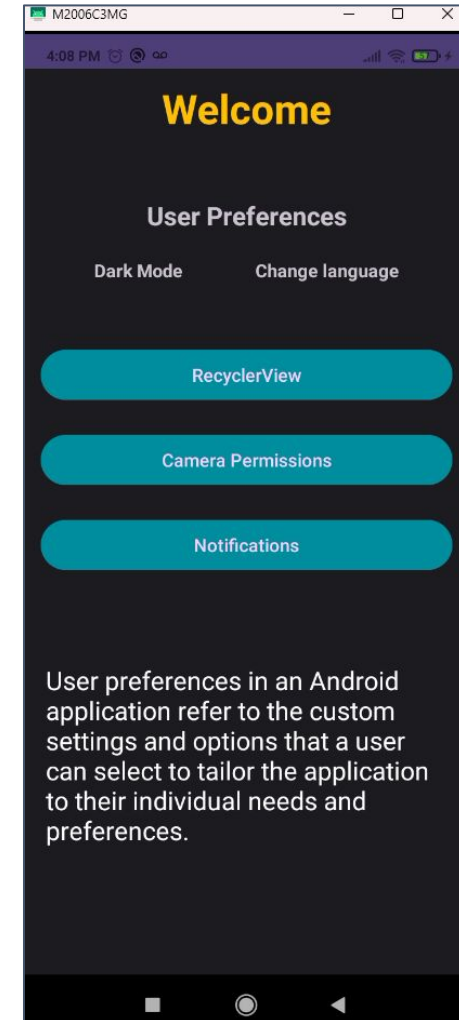 M2006C3MG
4:08 PM
57
Welcome
User Preferences
Dark Mode Change language
RecyclerView
Camera Permissions
Notifications
User preferences in an Android
application refer to the custom
settings and options that a user
can select to tailor the application
to their individual needs and
preferences.